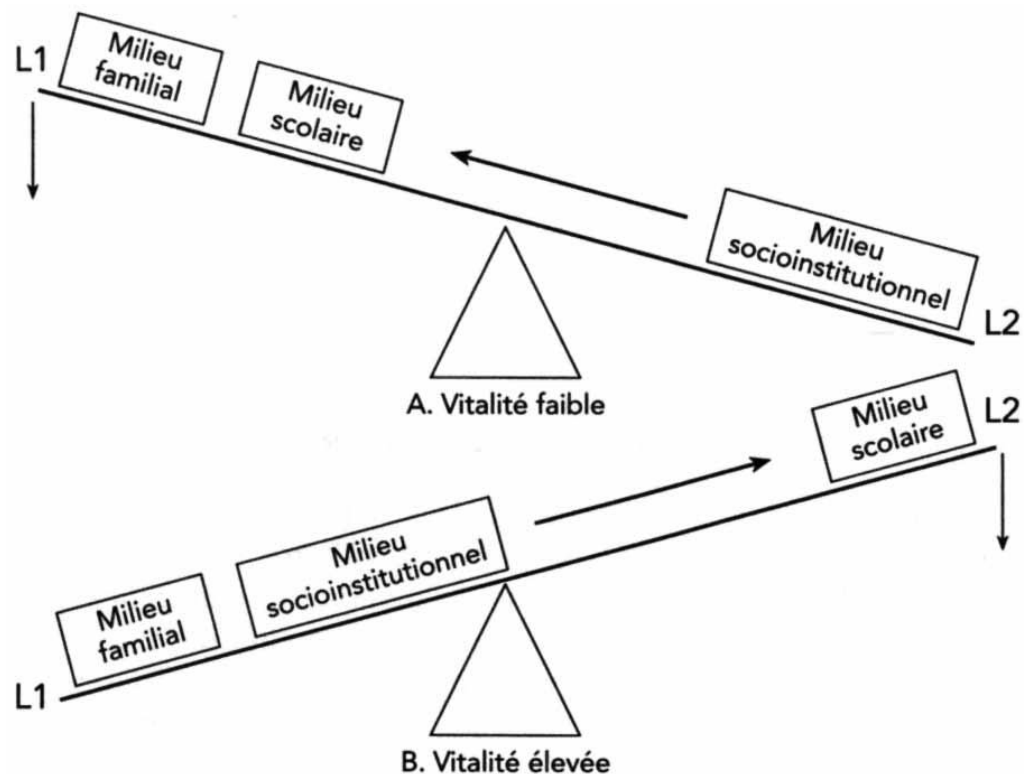 L1
Milieu
familial
Milieu
scolaire
Milieu
socioinstitutionnel
L2
A. Vitalité faible
Milieu
scolaire
L2
Milieu
socioinstitutionnel
Milieu
familial
L1
B. Vitalité élevée